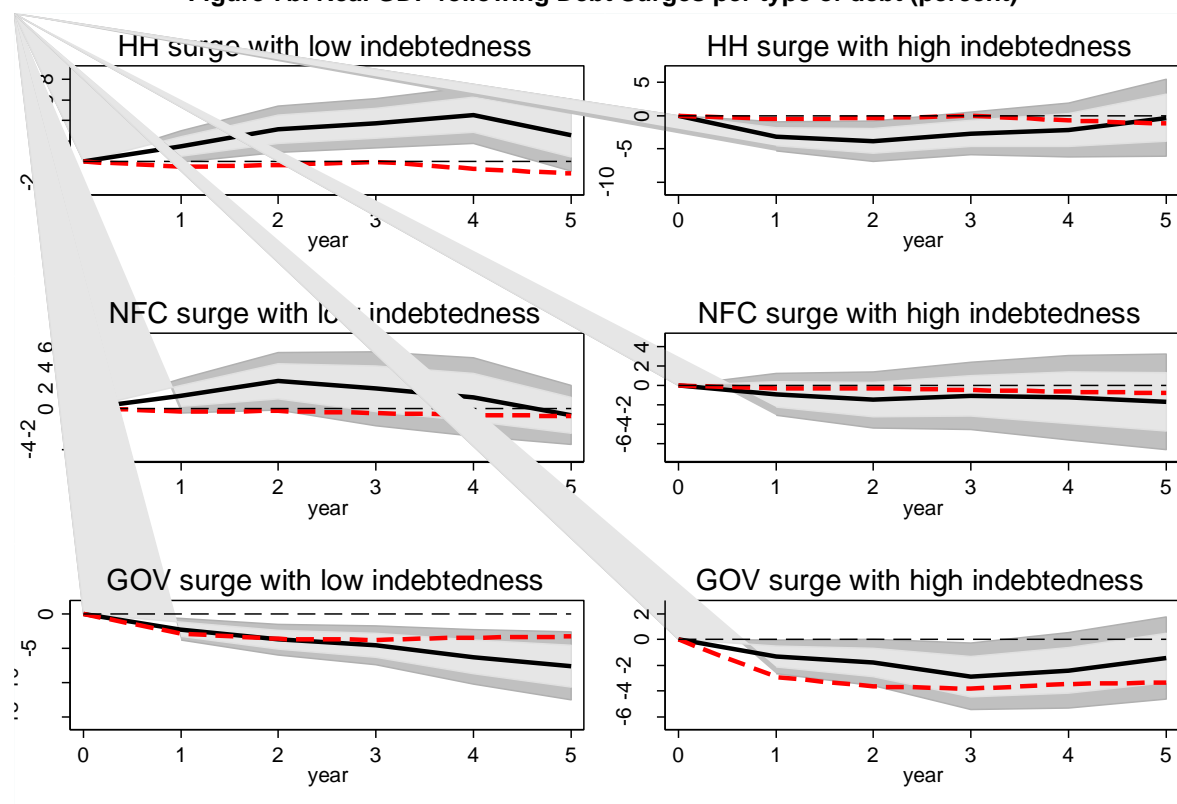 HH surge with low indebtedness
8
-2
1 2 3 4 5
year
HH surge with high indebtedness
5
0
-5
-10
0 1 2 3 4 5
year
NFC surge with low indebtedness
0 2 4 6
-4 -2
1 2 3 4 5
year
NFC surge with high indebtedness
-6 -4 -2 0 2 4
0 1 2 3 4 5
year
GOV surge with low indebtedness
0
-5
0 1 2 3 4 5
year
GOV surge with high indebtedness
-6 -4 -2 0 2
0 1 2 3 4 5
year